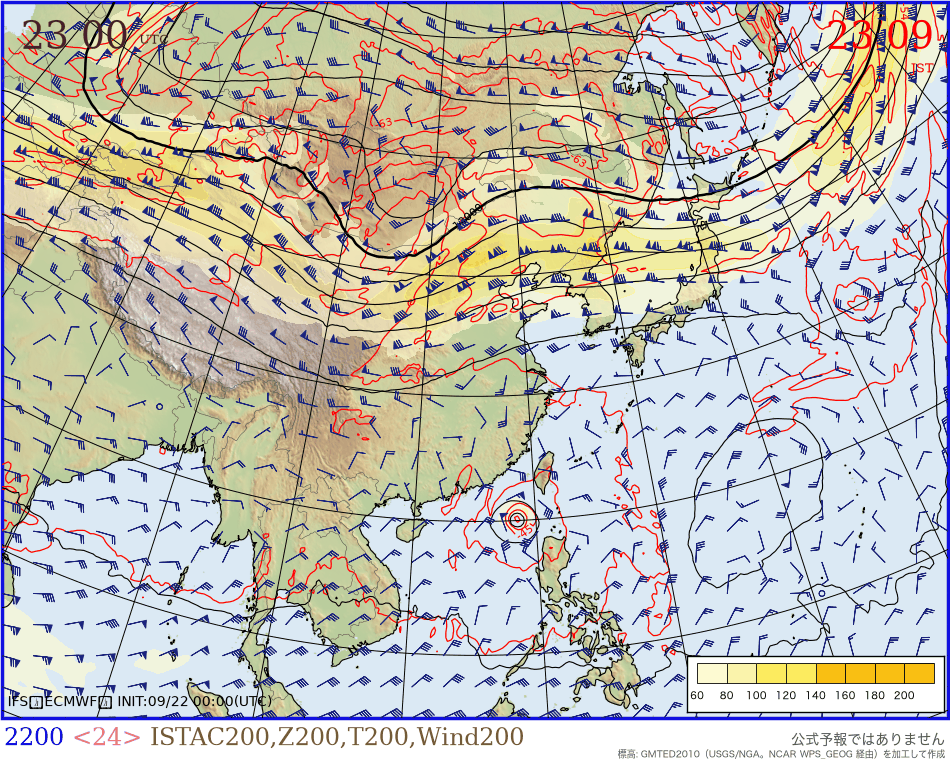 23.00 UTC
23.09
IST
-63
-63
-45
60 80 100 120 140 160 180 200
IFS ECMWF INIT:09/22 00:00(UTC)
2200 <24> ISTAC200,Z200,T200,Wind200
公式予報ではありません
標高: GMTED2010（USGS/NGA。NCAR WPS_GEOG 経由）を加工して作成